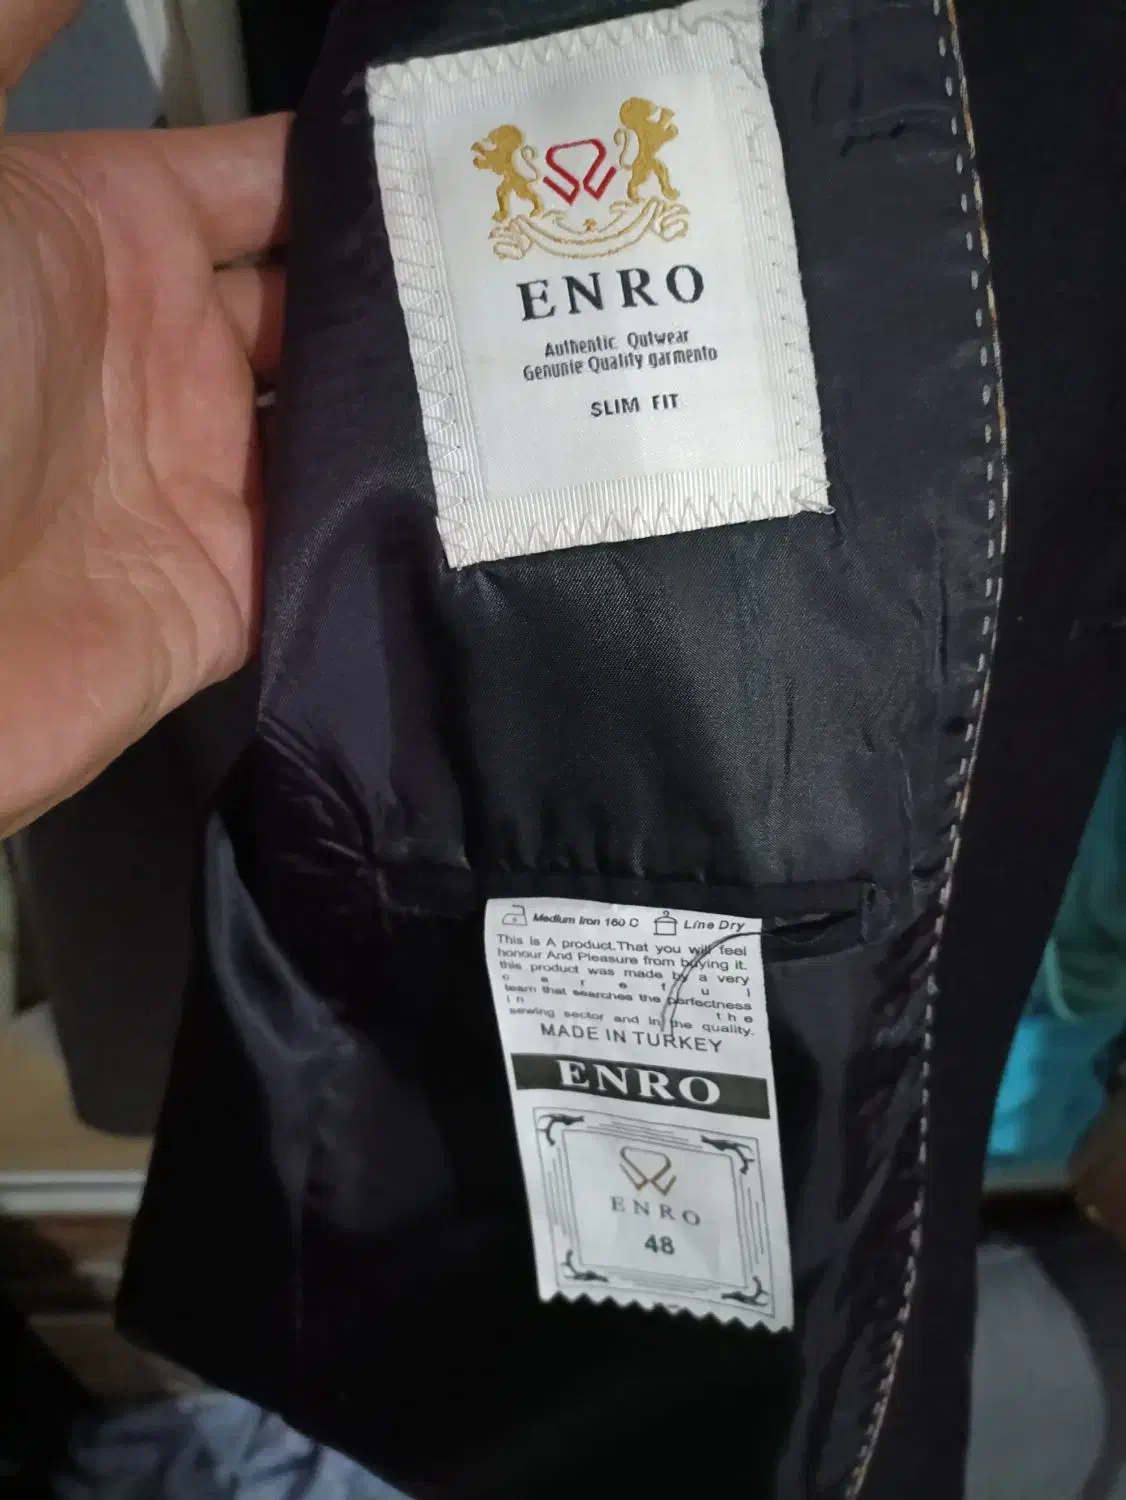 ENRO
Authentic Qutwear
Genunie Quality garmento
SLIM FIT
Medium Iron 160 C Line Dry
This is A product.That you will feel
honour And Pleasure from buying it.
this product was made by a very
c e r e f u l
team that searches the perfectness
i n t h e
sewing sector and in the quality.
MADE IN TURKEY
ENRO
ENRO
48